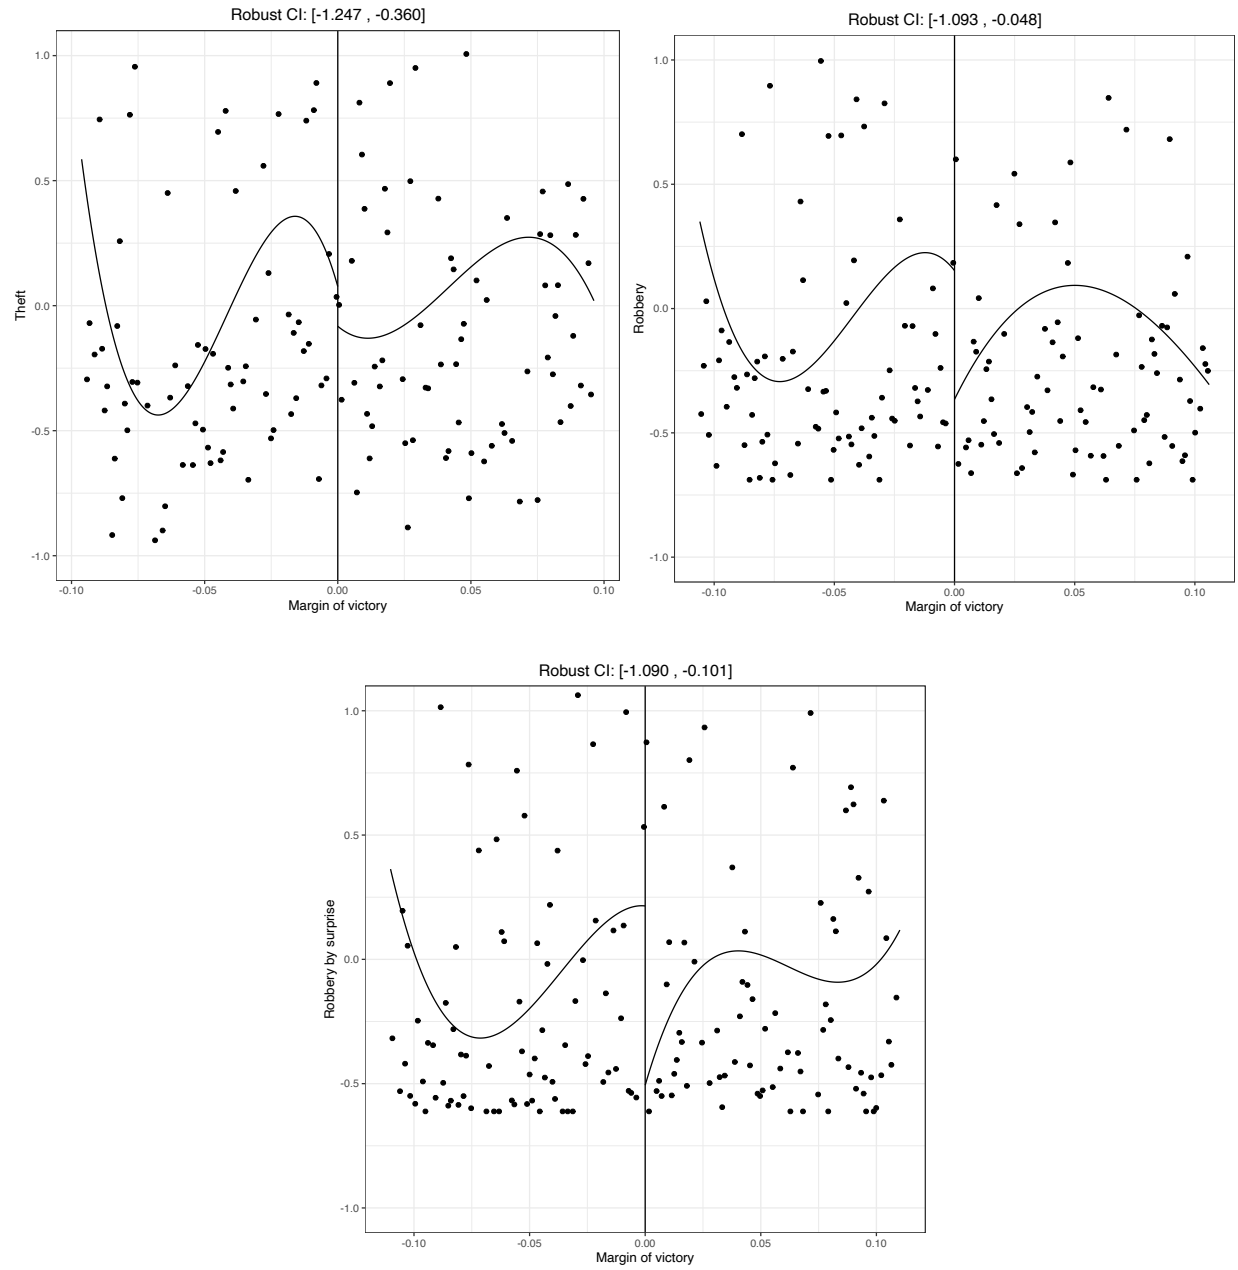 Robust CI: [-1.247 , -0.360]
1.0
0.5
0.0
-0.5
-1.0
Theft
-0.10 -0.05 0.00 0.05 0.10
Margin of victory
Robust CI: [-1.093 , -0.048]
1.0
0.5
0.0
-0.5
-1.0
Robbery
-0.10 -0.05 0.00 0.05 0.10
Margin of victory
Robust CI: [-1.090 , -0.101]
1.0
0.5
0.0
-0.5
-1.0
Robbery by surprise
-0.10 -0.05 0.00 0.05 0.10
Margin of victory